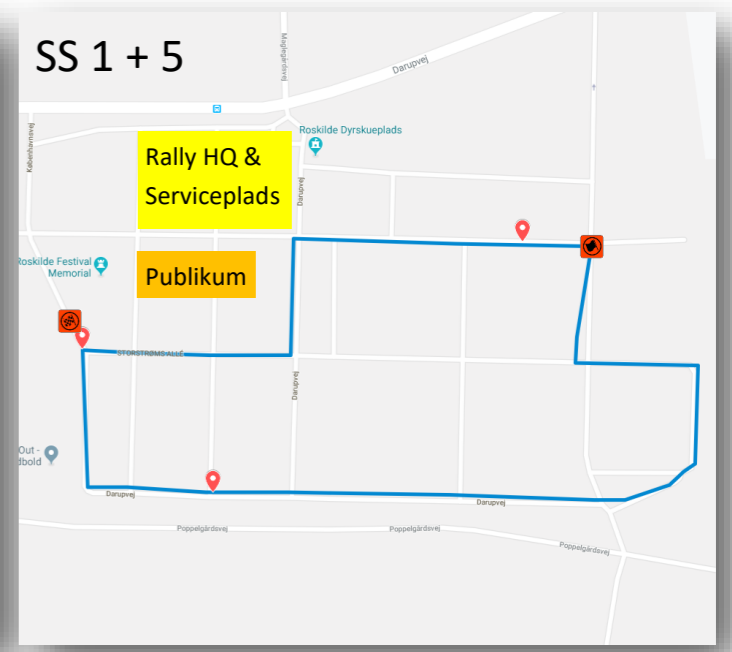 SS 1 + 5
Maglegårdsvej
Darupvej
Københavnsvej
Roskilde Dyrskueplads
Rally HQ &
Serviceplads
Darupvej
Roskilde Festival
Memorial
Publikum
STORSTRØMS ALLÉ
Darupvej
Out -
dbold
Darupvej
Darupvej
Poppelgårdsvej
Poppelgårdsvej
Poppelgårdsvej